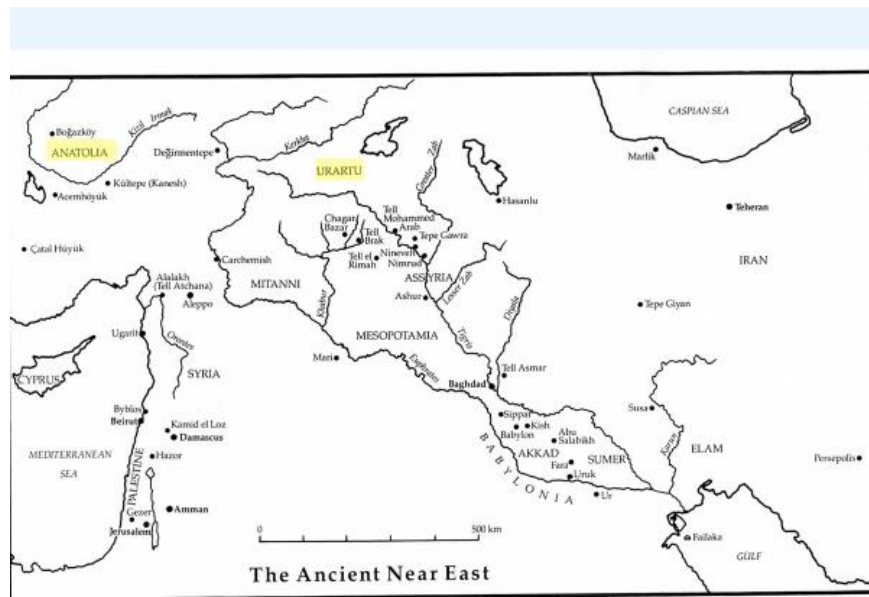 CASPIAN SEA
Boğazköy
Kizil Irmak
ANATOLIA
Değirmentepe
Kerkha
URARTU
Greater Zab
Marlik
Kültepe (Kanesh)
Acemhöyük
Hasanlu
Teheran
Chagar
Bazar
Tell
Mohammed
Arab
Tell
Brak
Tepe Gawra
Çatal Hüyük
Carchemish
Tell el
Rimah
Nineveh
Nimrud
IRAN
Alalakh
(Tell Atchana)
Aleppo
MITANNI
ASSYRIA
Lesser Zab
Khabur
Ashur
Diyala
Tepe Giyan
Ugarit
Orontes
MESOPOTAMIA
Tigris
CYPRUS
SYRIA
Mari
Euphrates
Tell Asmar
Baghdad
Byblos
Beirut
Kamid el Loz
Damascus
Sippar
Kish
Babylon
Abu
Salabikh
Susa
Karun
ELAM
MEDITERRANEAN
SEA
Hazor
PALESTINE
AKKAD
SUMER
Fara
Uruk
BABYLONIA
Ur
Persepolis
Gezer
Amman
Jerusalem
0
500 km
Failaka
GULF
The Ancient Near East